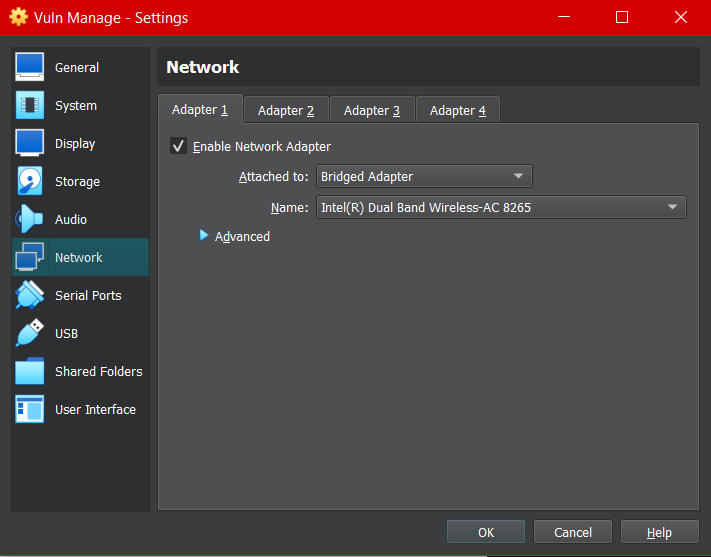 Vuln Manage - Settings
General
System
Display
Storage
Audio
Network
Serial Ports
USB
Shared Folders
User Interface
Network
Adapter 1
Adapter 2
Adapter 3
Adapter 4
Enable Network Adapter
Attached to: Bridged Adapter
Name: Intel(R) Dual Band Wireless-AC 8265
Advanced
OK
Cancel
Help